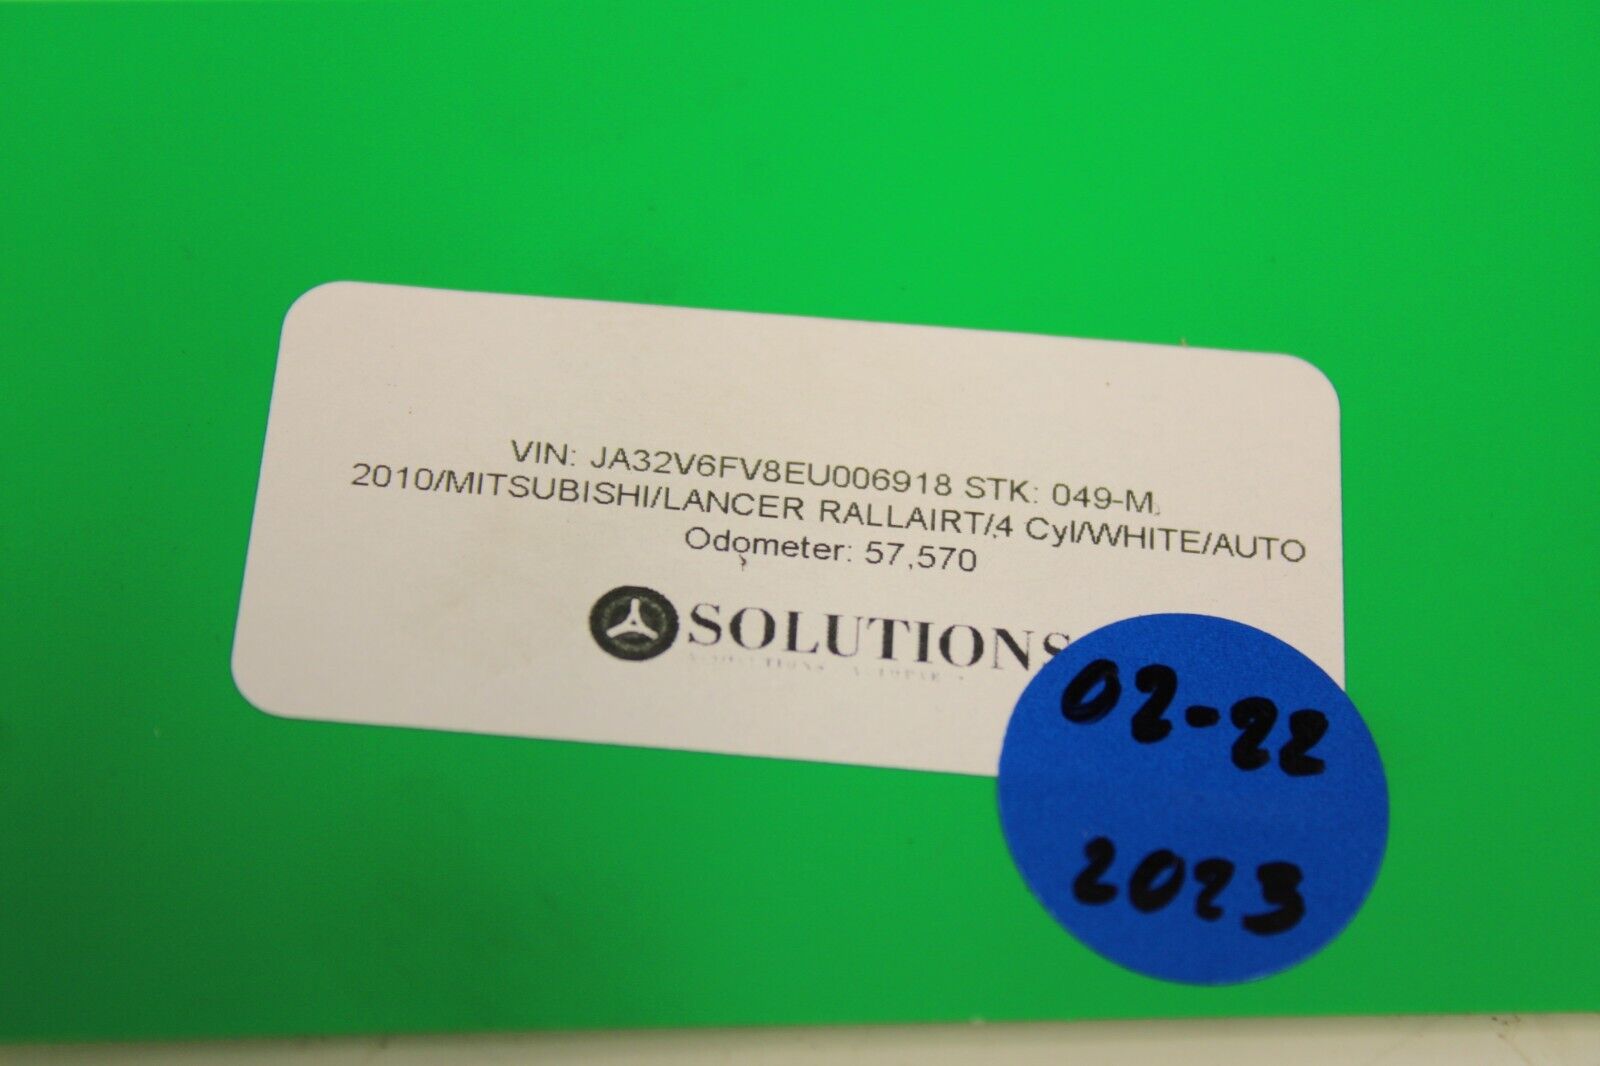 VIN: JA32V6FV8EU006918 STK: 049-M
2010/MITSUBISHI/LANCER RALLAIRT/4 Cyl/WHITE/AUTO
Odometer: 57,570
SOLUTIONS
02-22
2023